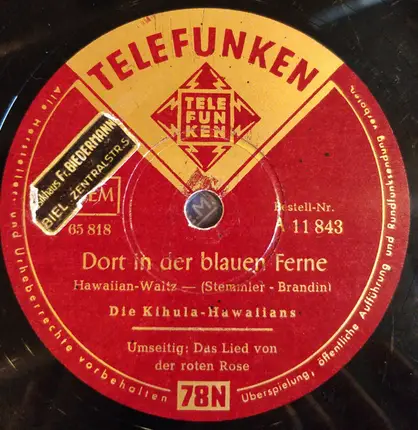 TELEFUNKEN
TELE
FUN
KEN
Fr. BIEDERMANN
BIEL, ZENTRALSTR. 5
65 818
Bestell-Nr.
A 11 843
Dort in der blauen Ferne
Hawaiian-Waltz — (Stemmler - Brandin)
Die Kihula-Hawaiians
Umseitig: Das Lied von
der roten Rose
78N
Alle Hersteller- und Urheberrechte vorbehalten
Überspielung, öffentliche Aufführung und Rundfunksendung verboten